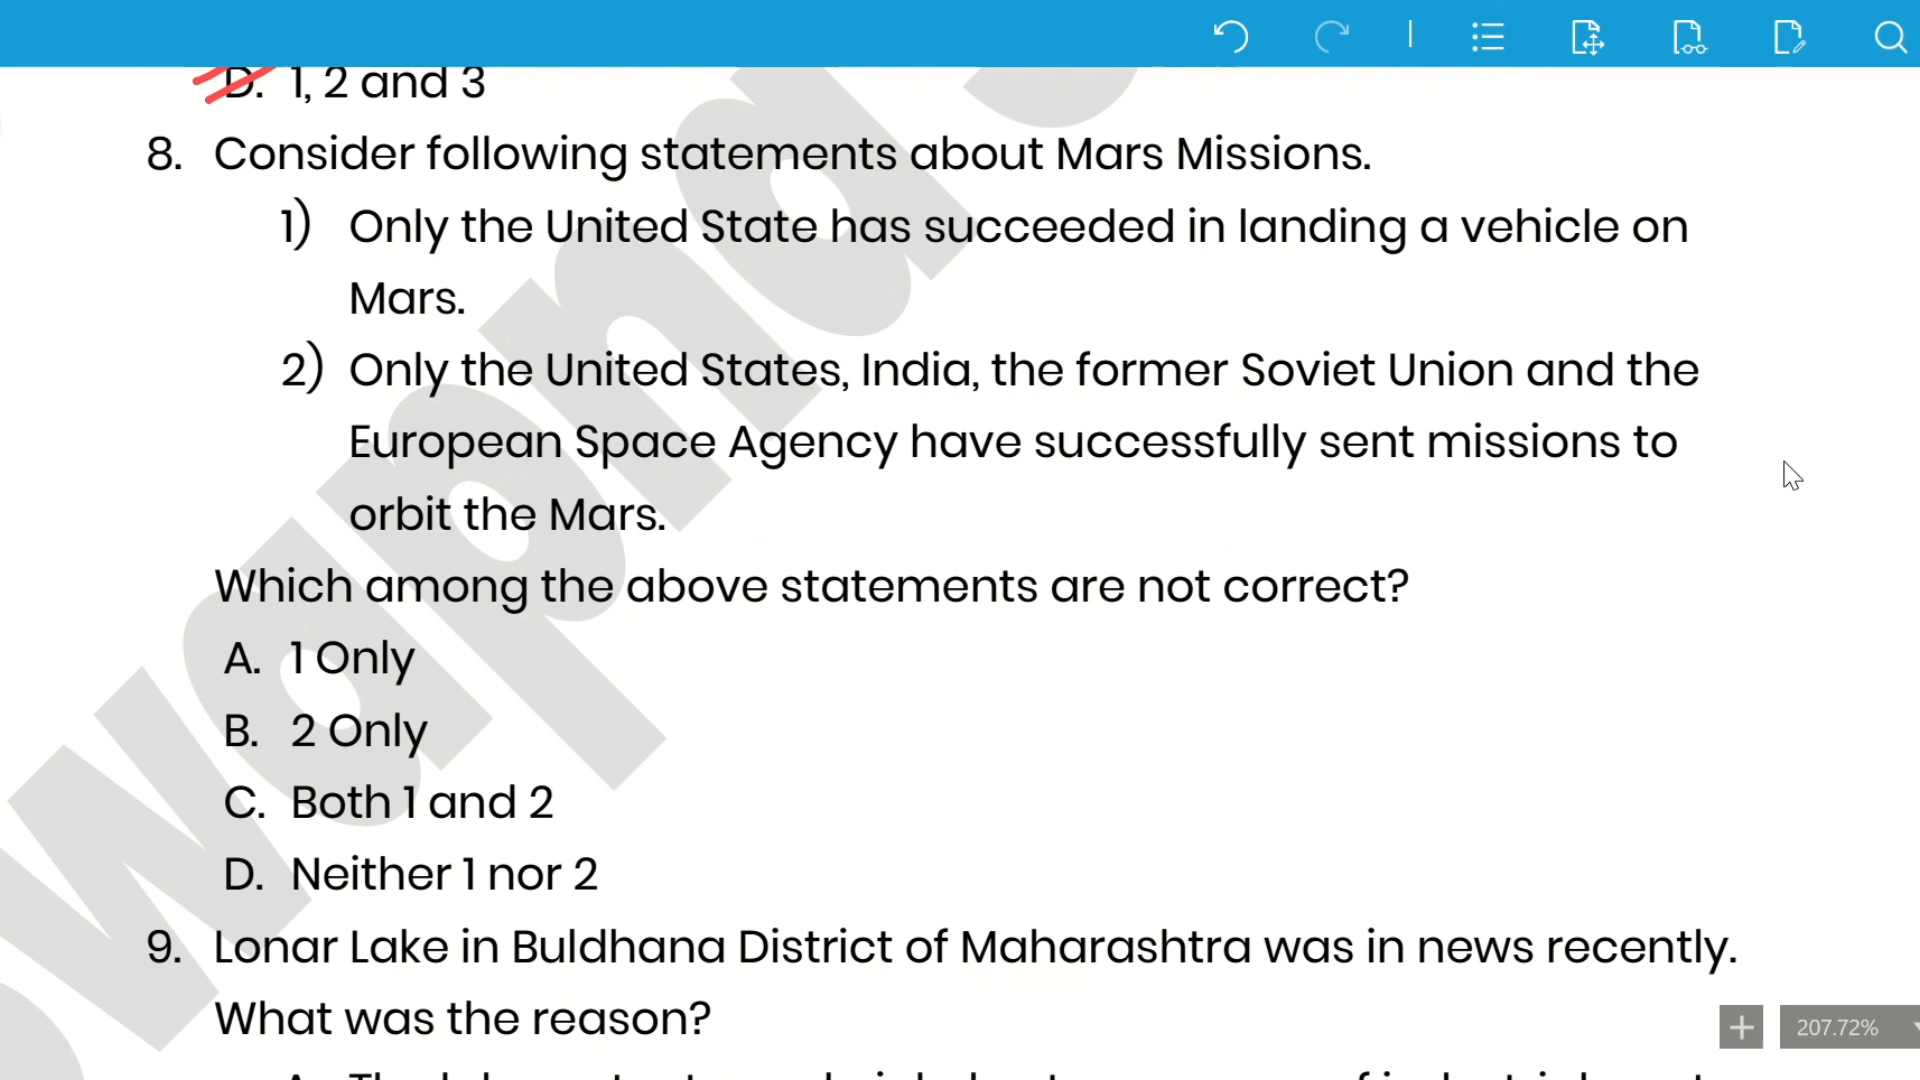 D. 1, 2 and 3
8. Consider following statements about Mars Missions.
1) Only the United State has succeeded in landing a vehicle on
Mars.
2) Only the United States, India, the former Soviet Union and the
European Space Agency have successfully sent missions to
orbit the Mars.
Which among the above statements are not correct?
A. 1 Only
B. 2 Only
C. Both 1 and 2
D. Neither 1 nor 2
9. Lonar Lake in Buldhana District of Maharashtra was in news recently.
What was the reason?
207.72%